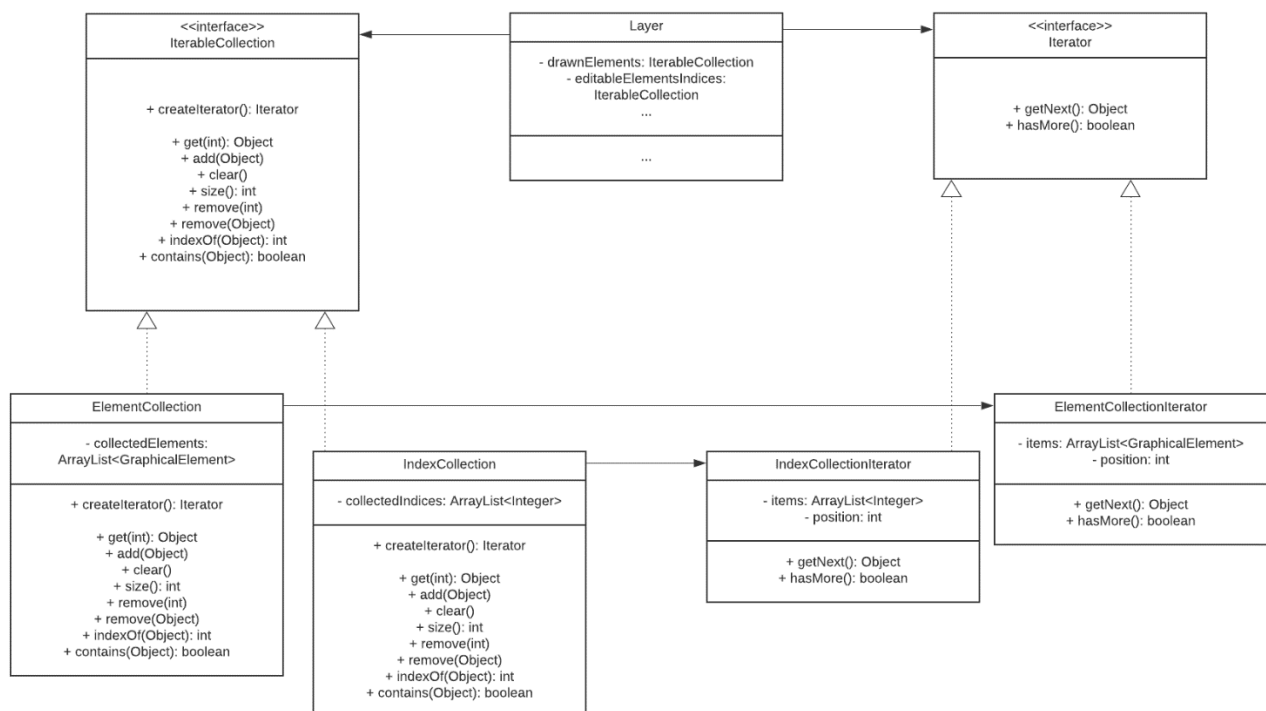 <<interface>>
IterableCollection
+ createIterator(): Iterator
+ get(int): Object
+ add(Object)
+ clear()
+ size(): int
+ remove(int)
+ remove(Object)
+ indexOf(Object): int
+ contains(Object): boolean
Layer
- drawnElements: IterableCollection
- editableElementsIndices:
IterableCollection
...
...
<<interface>>
Iterator
+ getNext(): Object
+ hasMore(): boolean
ElementCollection
- collectedElements:
ArrayList<GraphicalElement>
+ createIterator(): Iterator
+ get(int): Object
+ add(Object)
+ clear()
+ size(): int
+ remove(int)
+ remove(Object)
+ indexOf(Object): int
+ contains(Object): boolean
IndexCollection
- collectedIndices: ArrayList<Integer>
+ createIterator(): Iterator
+ get(int): Object
+ add(Object)
+ clear()
+ size(): int
+ remove(int)
+ remove(Object)
+ indexOf(Object): int
+ contains(Object): boolean
IndexCollectionIterator
- items: ArrayList<Integer>
- position: int
+ getNext(): Object
+ hasMore(): boolean
ElementCollectionIterator
- items: ArrayList<GraphicalElement>
- position: int
+ getNext(): Object
+ hasMore(): boolean